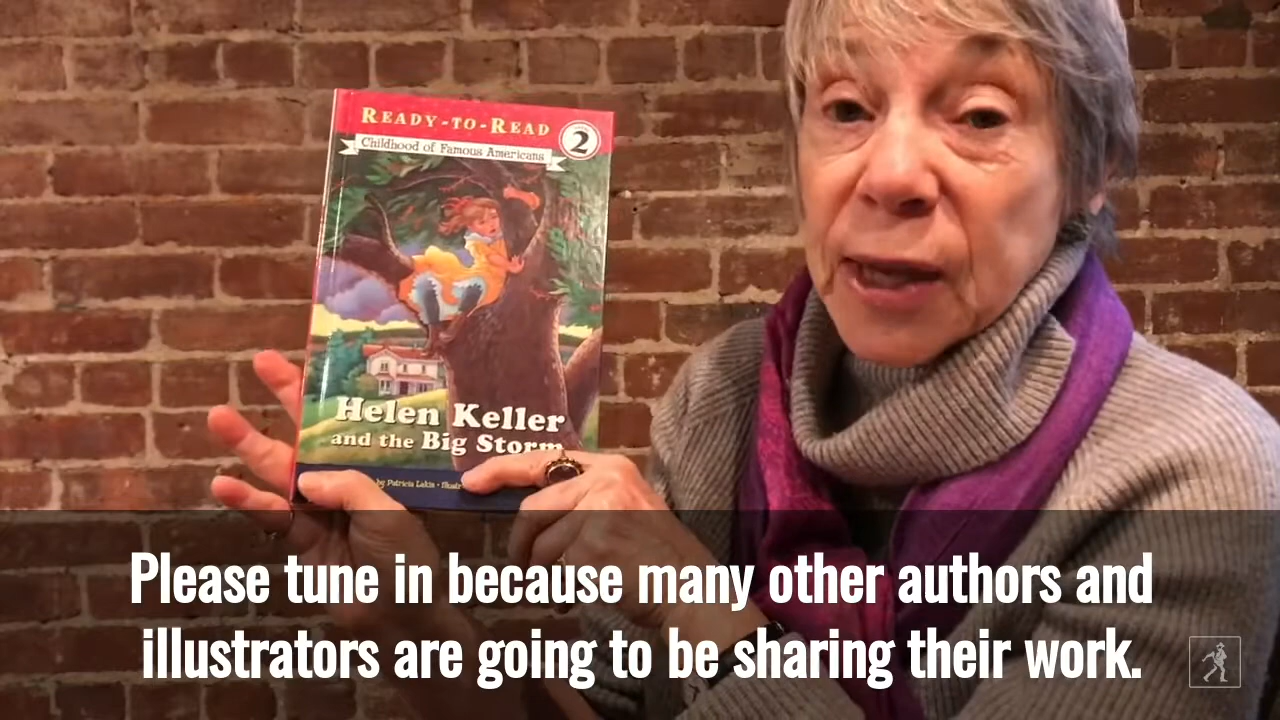 READY-TO-READ
2
Childhood of Famous Americans
Helen Keller
and the Big Storm
by Patricia Lakin •
Please tune in because many other authors and
illustrators are going to be sharing their work.